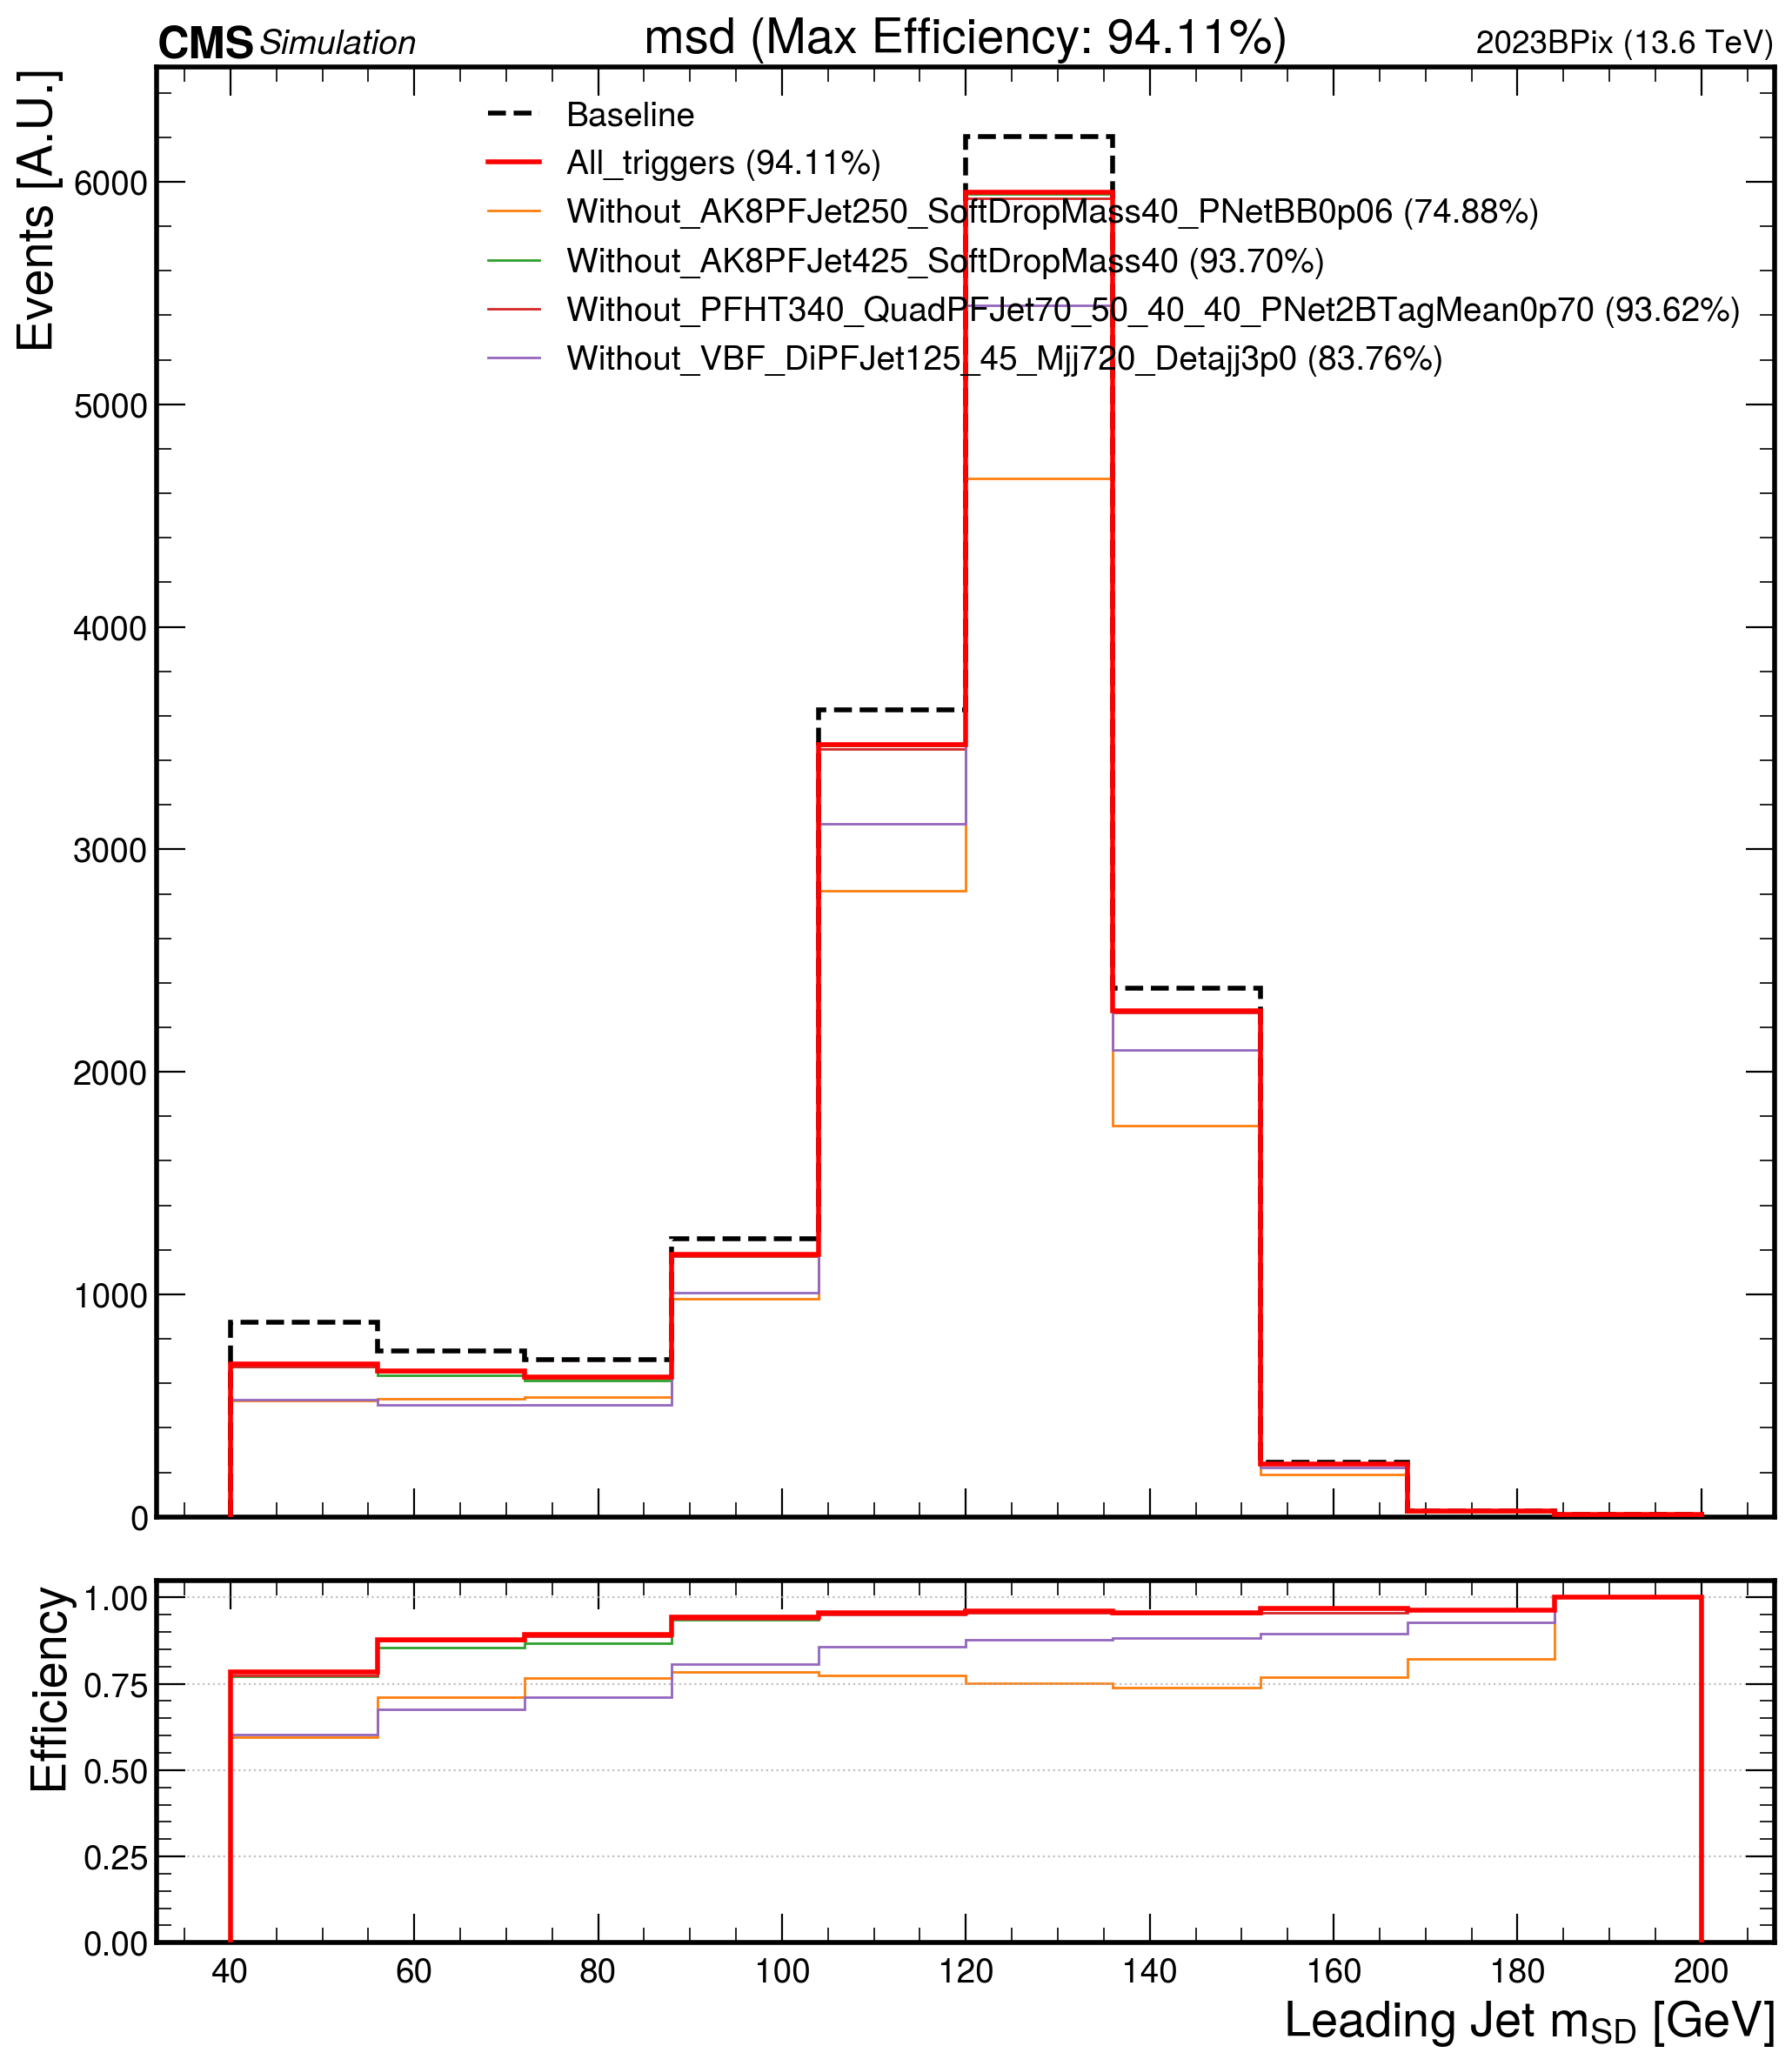 CMS Simulation msd (Max Efficiency: 94.11%) 2023BPix (13.6 TeV)
Events [A.U.]
Baseline
All_triggers (94.11%)
Without_AK8PFJet250_SoftDropMass40_PNetBB0p06 (74.88%)
Without_AK8PFJet425_SoftDropMass40 (93.70%)
Without_PFHT340_QuadPFJet70_50_40_40_PNet2BTagMean0p70 (93.62%)
Without_VBF_DiPFJet125_45_Mjj720_Detajj3p0 (83.76%)
6000
5000
4000
3000
2000
1000
0
Efficiency
1.00
0.75
0.50
0.25
0.00
40 60 80 100 120 140 160 180 200
Leading Jet mSD [GeV]